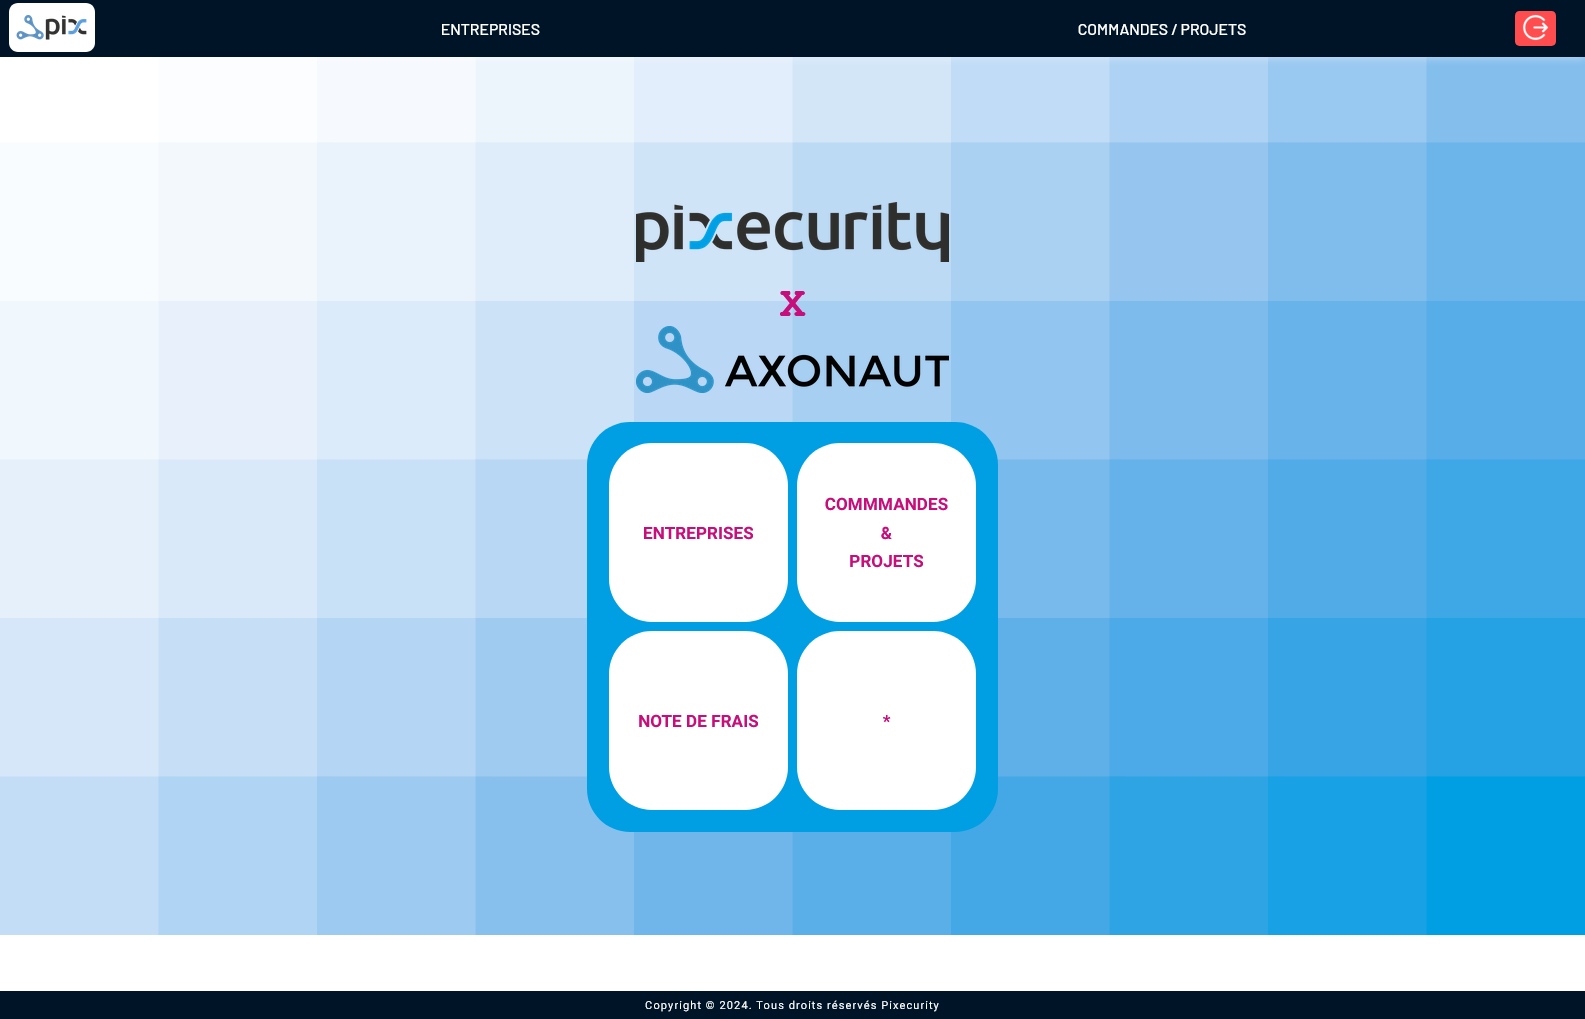 pix
ENTREPRISES
COMMANDES / PROJETS
pixecurity
x
AXONAUT
ENTREPRISES
COMMMANDES
&
PROJETS
NOTE DE FRAIS
*
Copyright © 2024. Tous droits réservés Pixecurity